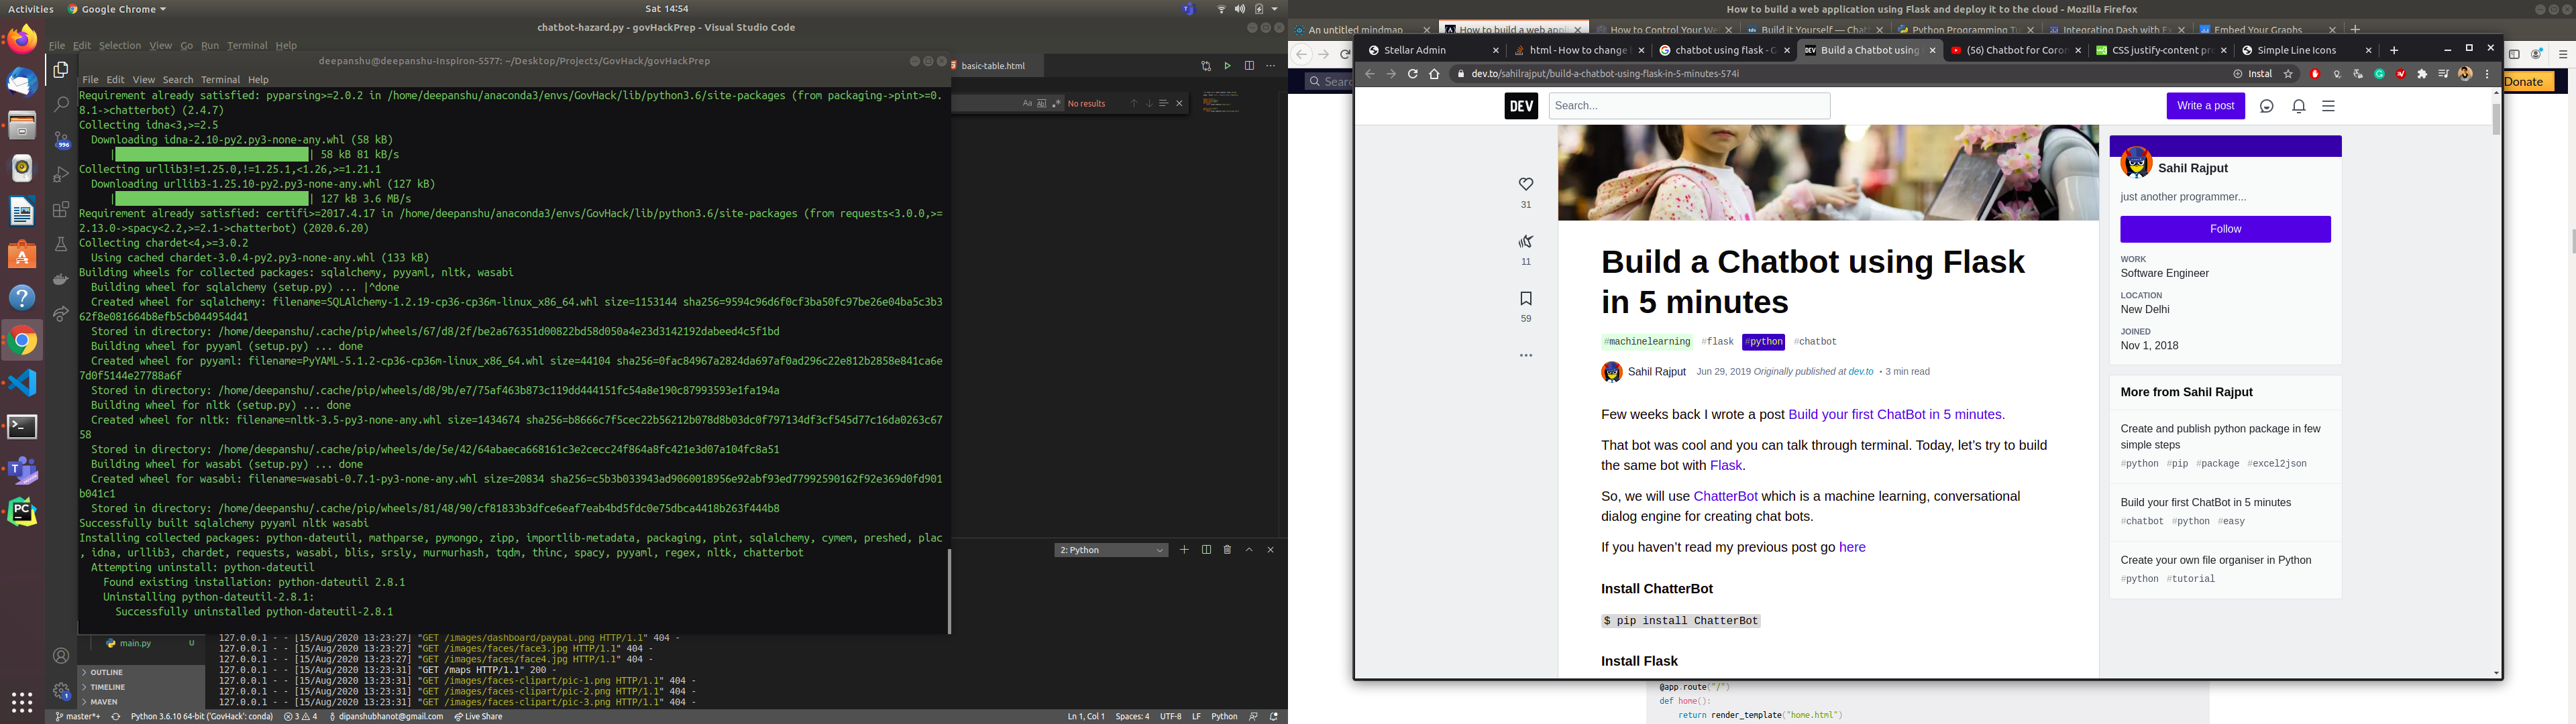 Activities
Google Chrome
Sat 14:54
chatbot-hazard.py - govHackPrep - Visual Studio Code
File Edit Selection View Go Run Terminal Help
deepanshu@deepanshu-Inspiron-5577: ~/Desktop/Projects/GovHack/govHackPrep
File Edit View Search Terminal Help
basic-table.html
No results
Requirement already satisfied: pyparsing>=2.0.2 in /home/deepanshu/anaconda3/envs/GovHack/lib/python3.6/site-packages (from packaging->pint>=0.
8.1->chatterbot) (2.4.7)
Collecting idna<3,>=2.5
Downloading idna-2.10-py2.py3-none-any.whl (58 kB)
| 58 kB 81 kB/s
Collecting urllib3!=1.25.0,!=1.25.1,<1.26,>=1.21.1
Downloading urllib3-1.25.10-py2.py3-none-any.whl (127 kB)
| 127 kB 3.6 MB/s
Requirement already satisfied: certifi>=2017.4.17 in /home/deepanshu/anaconda3/envs/GovHack/lib/python3.6/site-packages (from requests<3.0.0,>=
2.13.0->spacy<2.2,>=2.1->chatterbot) (2020.6.20)
Collecting chardet<4,>=3.0.2
Using cached chardet-3.0.4-py2.py3-none-any.whl (133 kB)
Building wheels for collected packages: sqlalchemy, pyyaml, nltk, wasabi
Building wheel for sqlalchemy (setup.py) ... |^done
Created wheel for sqlalchemy: filename=SQLAlchemy-1.2.19-cp36-cp36m-linux_x86_64.whl size=1153144 sha256=9594c96d6f0cf3ba50fc97be26e04ba5c3b3
62f8e081664b8efb5cb044954d41
Stored in directory: /home/deepanshu/.cache/pip/wheels/67/d8/2f/be2a676351d00822bd58d050a4e23d3142192dabeed4c5f1bd
Building wheel for pyyaml (setup.py) ... done
Created wheel for pyyaml: filename=PyYAML-5.1.2-cp36-cp36m-linux_x86_64.whl size=44104 sha256=0fac84967a2824da697af0ad296c22e812b2858e841ca6e
7d0f5144e27788a6f
Stored in directory: /home/deepanshu/.cache/pip/wheels/d8/9b/e7/75af463b873c119dd444151fc54a8e190c87993593e1fa194a
Building wheel for nltk (setup.py) ... done
Created wheel for nltk: filename=nltk-3.5-py3-none-any.whl size=1434674 sha256=b8666c7f5cec22b56212b078d8b03dc0f797134df3cf545d77c16da0263c67
58
Stored in directory: /home/deepanshu/.cache/pip/wheels/de/5e/42/64abaeca668161c3e2cecc24f864a8fc421e3d07a104fc8a51
Building wheel for wasabi (setup.py) ... done
Created wheel for wasabi: filename=wasabi-0.7.1-py3-none-any.whl size=20834 sha256=c5b3b033943ad9060018956e92abf93ed77992590162f92e369d0fd901
b041c1
Stored in directory: /home/deepanshu/.cache/pip/wheels/81/48/90/cf81833b3dfce6eaf7eab4bd5fdc0e75dbca4418b263f444b8
Successfully built sqlalchemy pyyaml nltk wasabi
Installing collected packages: python-dateutil, mathparse, pymongo, zipp, importlib-metadata, packaging, pint, sqlalchemy, cymem, preshed, plac
, idna, urllib3, chardet, requests, wasabi, blis, srsly, murmurhash, tqdm, thinc, spacy, pyyaml, regex, nltk, chatterbot
Attempting uninstall: python-dateutil
Found existing installation: python-dateutil 2.8.1
Uninstalling python-dateutil-2.8.1:
Successfully uninstalled python-dateutil-2.8.1
996
2: Python
main.py U
OUTLINE
TIMELINE
MAVEN
127.0.0.1 - - [15/Aug/2020 13:23:27] "GET /images/dashboard/paypal.png HTTP/1.1" 404 -
127.0.0.1 - - [15/Aug/2020 13:23:27] "GET /images/faces/face3.jpg HTTP/1.1" 404 -
127.0.0.1 - - [15/Aug/2020 13:23:27] "GET /images/faces/face4.jpg HTTP/1.1" 404 -
127.0.0.1 - - [15/Aug/2020 13:23:31] "GET /maps HTTP/1.1" 200 -
127.0.0.1 - - [15/Aug/2020 13:23:31] "GET /images/faces-clipart/pic-1.png HTTP/1.1" 404 -
127.0.0.1 - - [15/Aug/2020 13:23:31] "GET /images/faces-clipart/pic-2.png HTTP/1.1" 404 -
127.0.0.1 - - [15/Aug/2020 13:23:31] "GET /images/faces-clipart/pic-3.png HTTP/1.1" 404 -
master*+ Python 3.6.10 64-bit ('GovHack': conda) 3 4 dipanshubhanot@gmail.com Live Share Ln 1, Col 1 Spaces: 4 UTF-8 LF Python
How to build a web application using Flask and deploy it to the cloud - Mozilla Firefox
An untitled mindmap
How to build a web appl
How to Control Your We
Build it Yourself — Chat
Python Programming Tu
Integrating Dash with Ex
Embed Your Graphs
Sear
Donate
Stellar Admin
html - How to change
chatbot using flask - G
Build a Chatbot using
(56) Chatbot for Coron
CSS justify-content pro
Simple Line Icons
dev.to/sahilrajput/build-a-chatbot-using-flask-in-5-minutes-574i
Instal
DEV
Search...
Write a post
31
11
59
Build a Chatbot using Flask
in 5 minutes
#machinelearning #flask #python #chatbot
Sahil Rajput Jun 29, 2019 Originally published at dev.to ・3 min read
Few weeks back I wrote a post Build your first ChatBot in 5 minutes.
That bot was cool and you can talk through terminal. Today, let's try to build
the same bot with Flask.
So, we will use ChatterBot which is a machine learning, conversational
dialog engine for creating chat bots.
If you haven't read my previous post go here
Install ChatterBot
$ pip install ChatterBot
Install Flask
Sahil Rajput
just another programmer...
Follow
WORK
Software Engineer
LOCATION
New Delhi
JOINED
Nov 1, 2018
More from Sahil Rajput
Create and publish python package in few
simple steps
#python #pip #package #excel2json
Build your first ChatBot in 5 minutes
#chatbot #python #easy
Create your own file organiser in Python
#python #tutorial
@app.route("/")
def home():
return render_template("home.html")